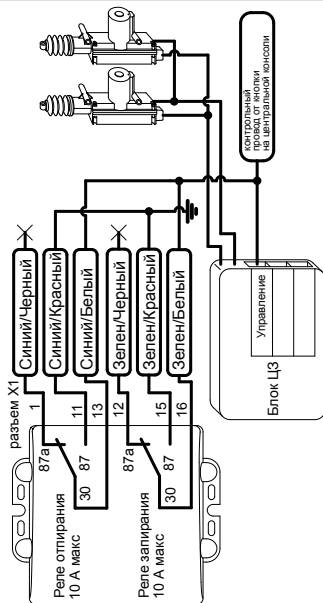 контрольный
провод от кнопки
на центральной консоли
Управление
Блок ЦЗ
Синий/Черный
Синий/Красный
Синий/Белый
Зелен/Черный
Зелен/Красный
Зелен/Белый
разъем X1
1
11
13
12
15
16
87а
87
30
87а
87
30
Реле отпирания
10 А макс
Реле запирания
10 А макс